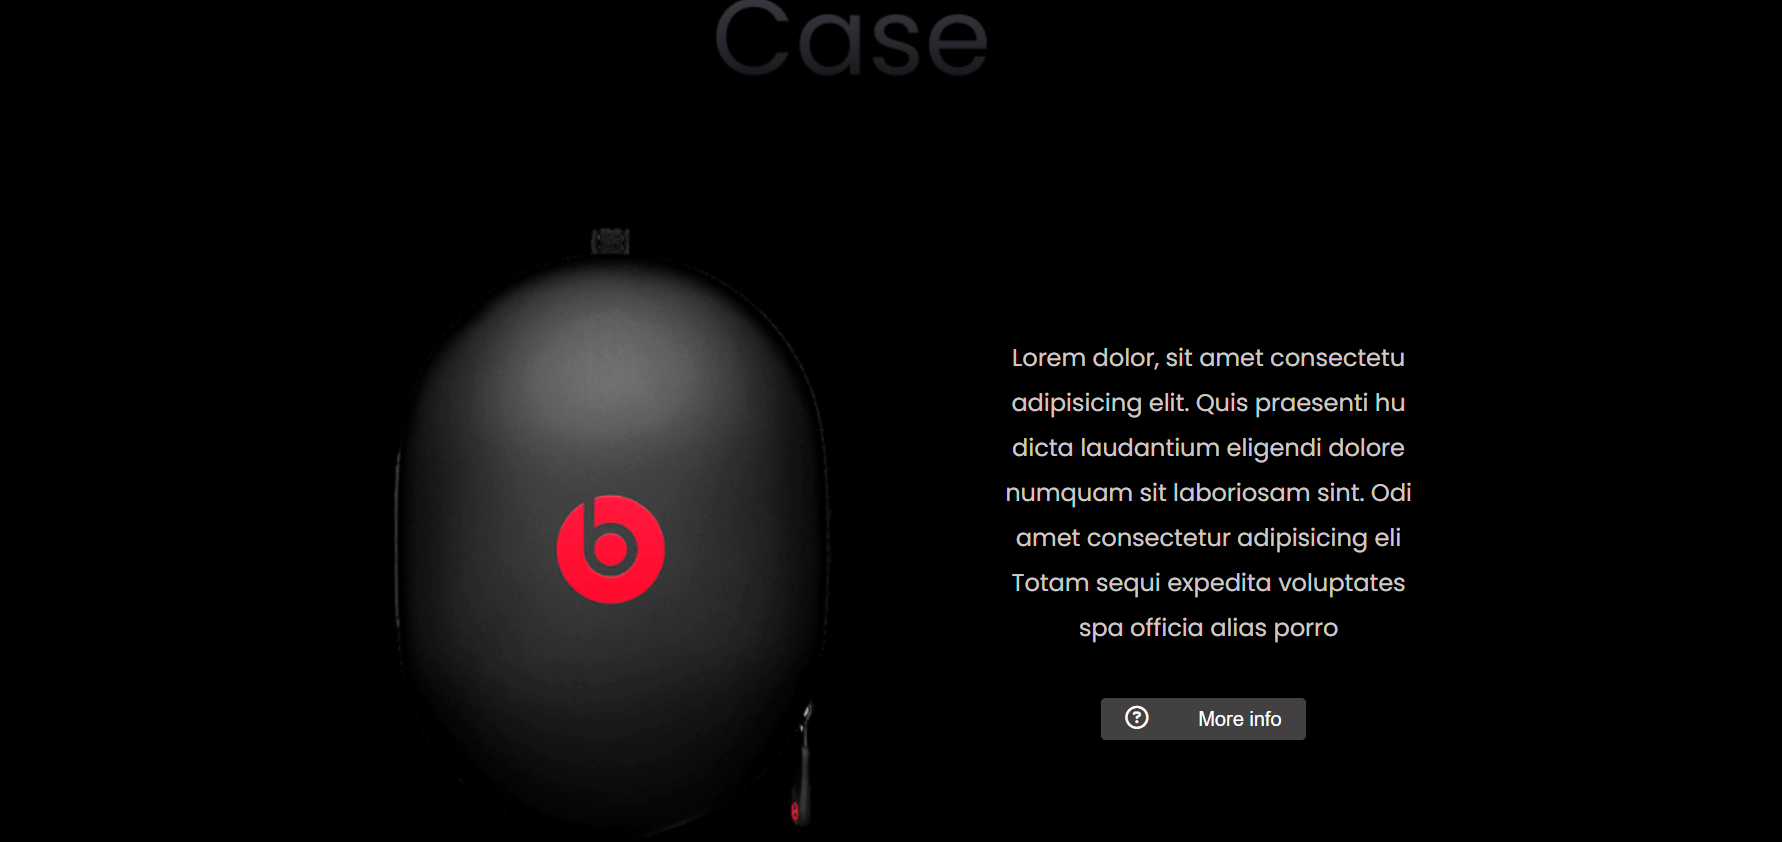 Case
Lorem dolor, sit amet consectetu
adipisicing elit. Quis praesenti hu
dicta laudantium eligendi dolore
numquam sit laboriosam sint. Odi
amet consectetur adipisicing eli
Totam sequi expedita voluptates
spa officia alias porro
More info